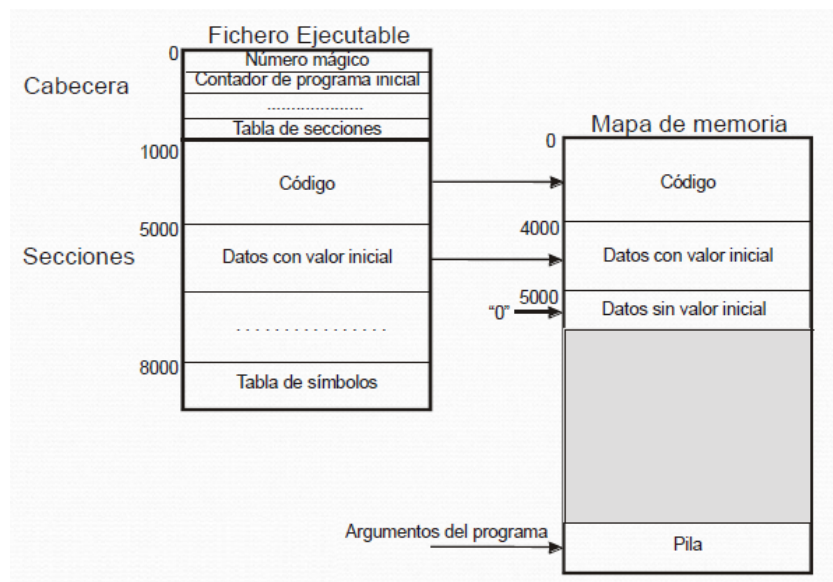 Fichero Ejecutable
0
Número mágico
Cabecera
Contador de programa inicial
....................
Tabla de secciones
1000
Código
5000
Secciones
Datos con valor inicial
. . . . . . . . . . . . . . . .
8000
Tabla de símbolos
Mapa de memoria
0
Código
4000
Datos con valor inicial
5000
"0"
Datos sin valor inicial
Argumentos del programa
Pila